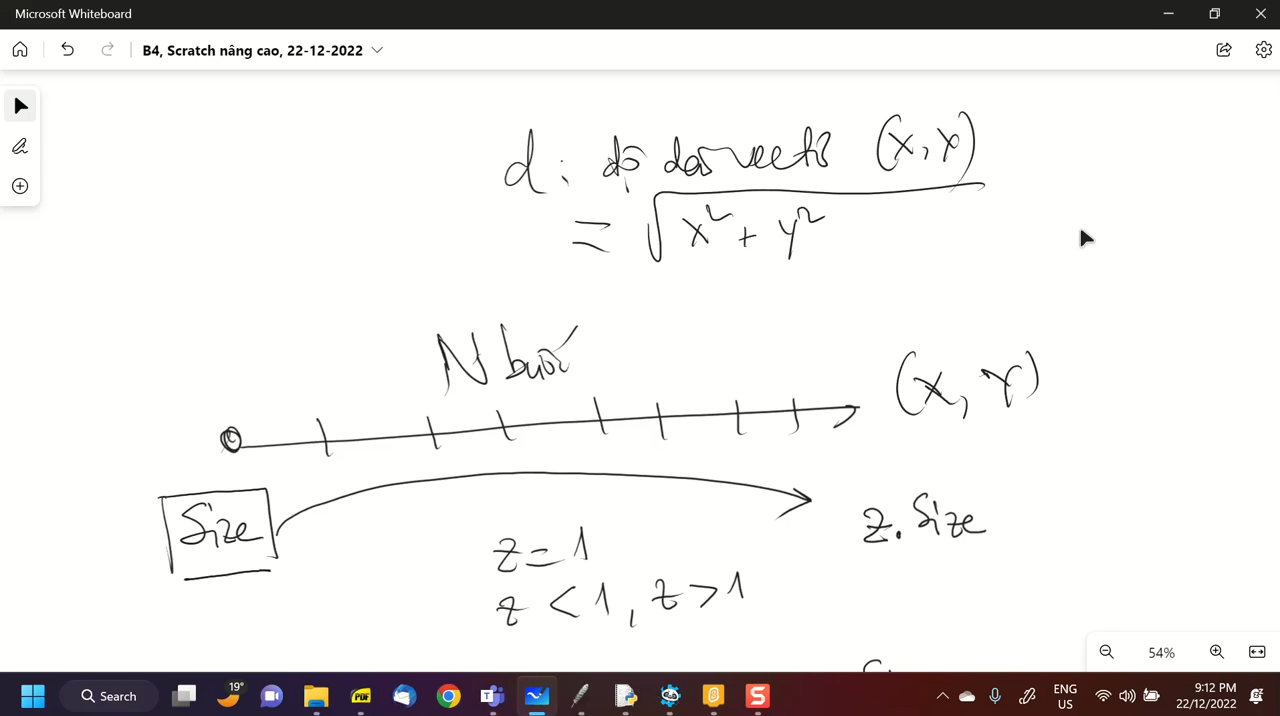 Microsoft Whiteboard
B4, Scratch nâng cao, 22-12-2022
d: độ dài vectơ (x, y)
= √x² + y²
N bước
(x, y)
Size
z. Size
z = 1
z < 1, z > 1
54%
Search
19°
PDF
ENG
US
9:12 PM
22/12/2022